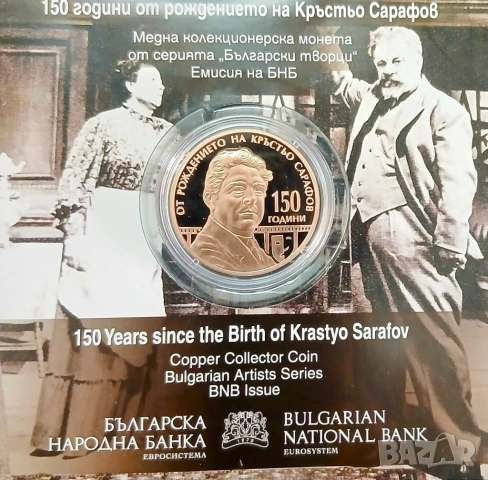 150 години от рождението на Кръстьо Сарафов
Медна колекционерска монета
от серията „Български творци"
Емисия на БНБ
ОТ РОЖДЕНИЕТО НА КРЪСТЬО САРАФОВ
150
ГОДИНИ
150 Years since the Birth of Krastyo Sarafov
Copper Collector Coin
Bulgarian Artists Series
BNB Issue
БЪЛГАРСКА
НАРОДНА БАНКА
ЕВРОСИСТЕМА
BULGARIAN
NATIONAL BANK
EUROSYSTEM
BAZAR